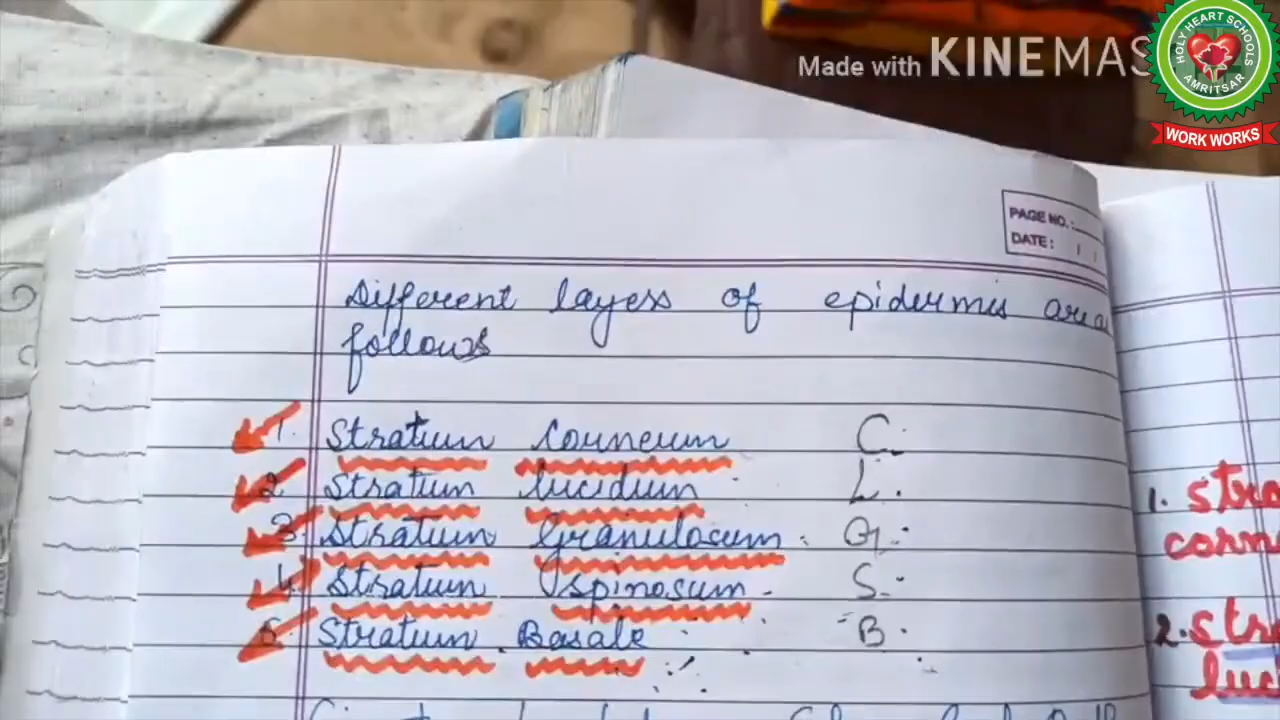 Made with KINEMAS
HOLY HEART SCHOOLS
AMRITSAR
WORK WORKS
PAGE NO.:
DATE:
Different layers of epidermis are as
follows
1. Stratum Corneum C.
2 Stratum lucidum L.
3. Stratum Granulosum. G.
4. Stratum Spinosum. S.
5. Stratum. Basale B.
1. stra
corn
2. str
luc